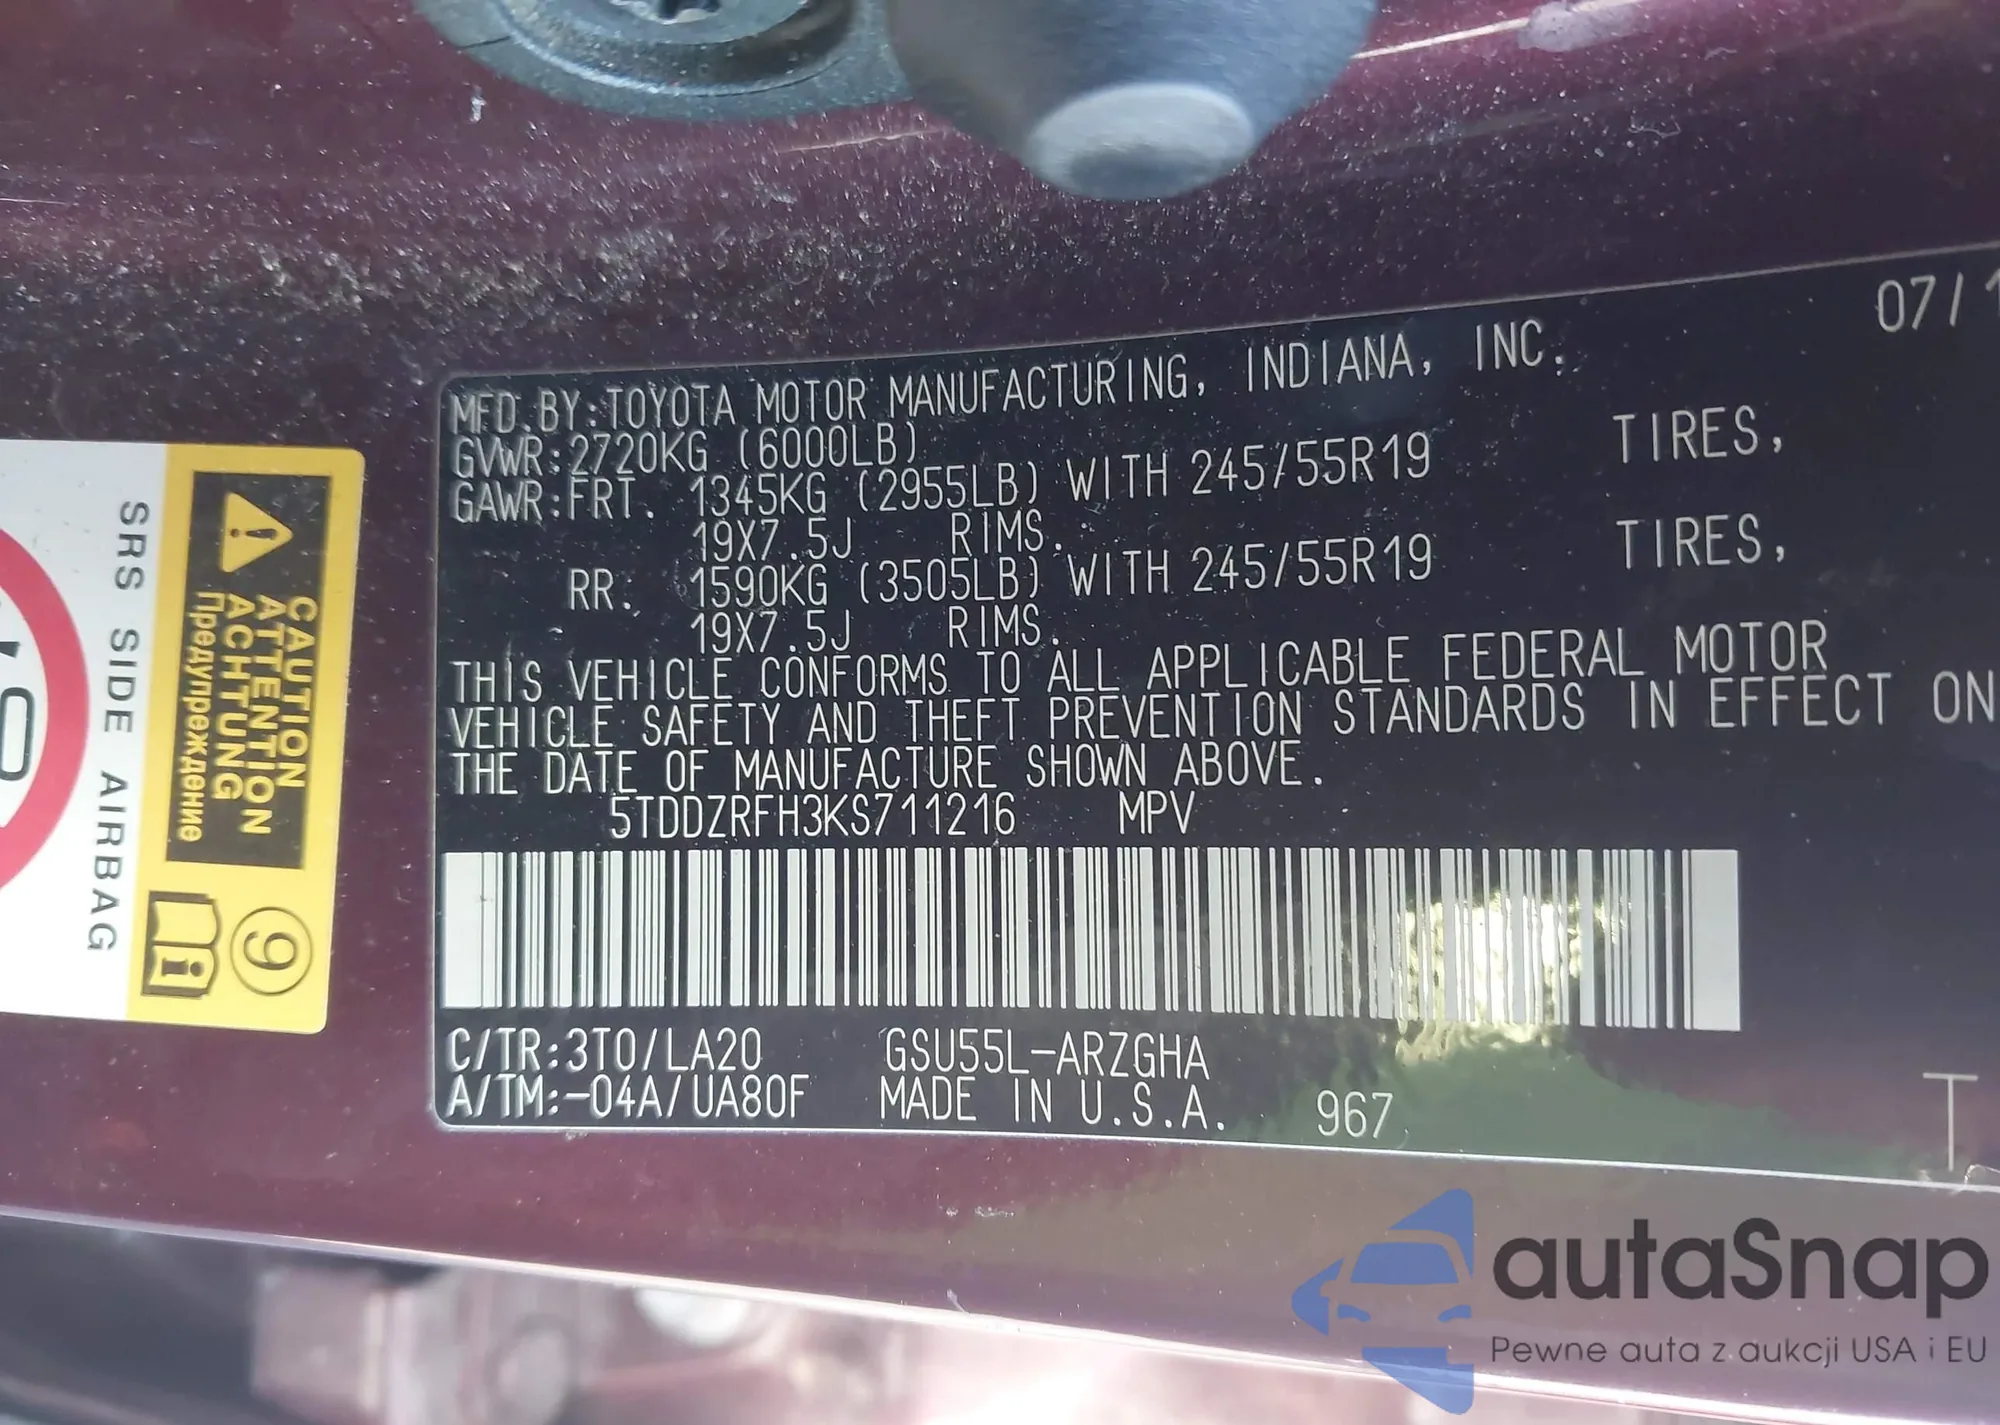 07/1
MFD.BY:TOYOTA MOTOR MANUFACTURING, INDIANA, INC.
GVWR:2720KG (6000LB)
GAWR:FRT. 1345KG (2955LB) WITH 245/55R19 TIRES,
19X7.5J RIMS.
RR: 1590KG (3505LB) WITH 245/55R19 TIRES,
19X7.5J RIMS.
THIS VEHICLE CONFORMS TO ALL APPLICABLE FEDERAL MOTOR
VEHICLE SAFETY AND THEFT PREVENTION STANDARDS IN EFFECT ON
THE DATE OF MANUFACTURE SHOWN ABOVE.
5TDDZRFH3KS711216 MPV
C/TR:3T0/LA20 GSU55L-ARZGHA
A/TM:-04A/UA80F MADE IN U.S.A. 967
T
CAUTION
ATTENTION
ACHTUNG
Предупреждение
9
SRS SIDE AIRBAG
autaSnap
Pewne auta z aukcji USA i EU